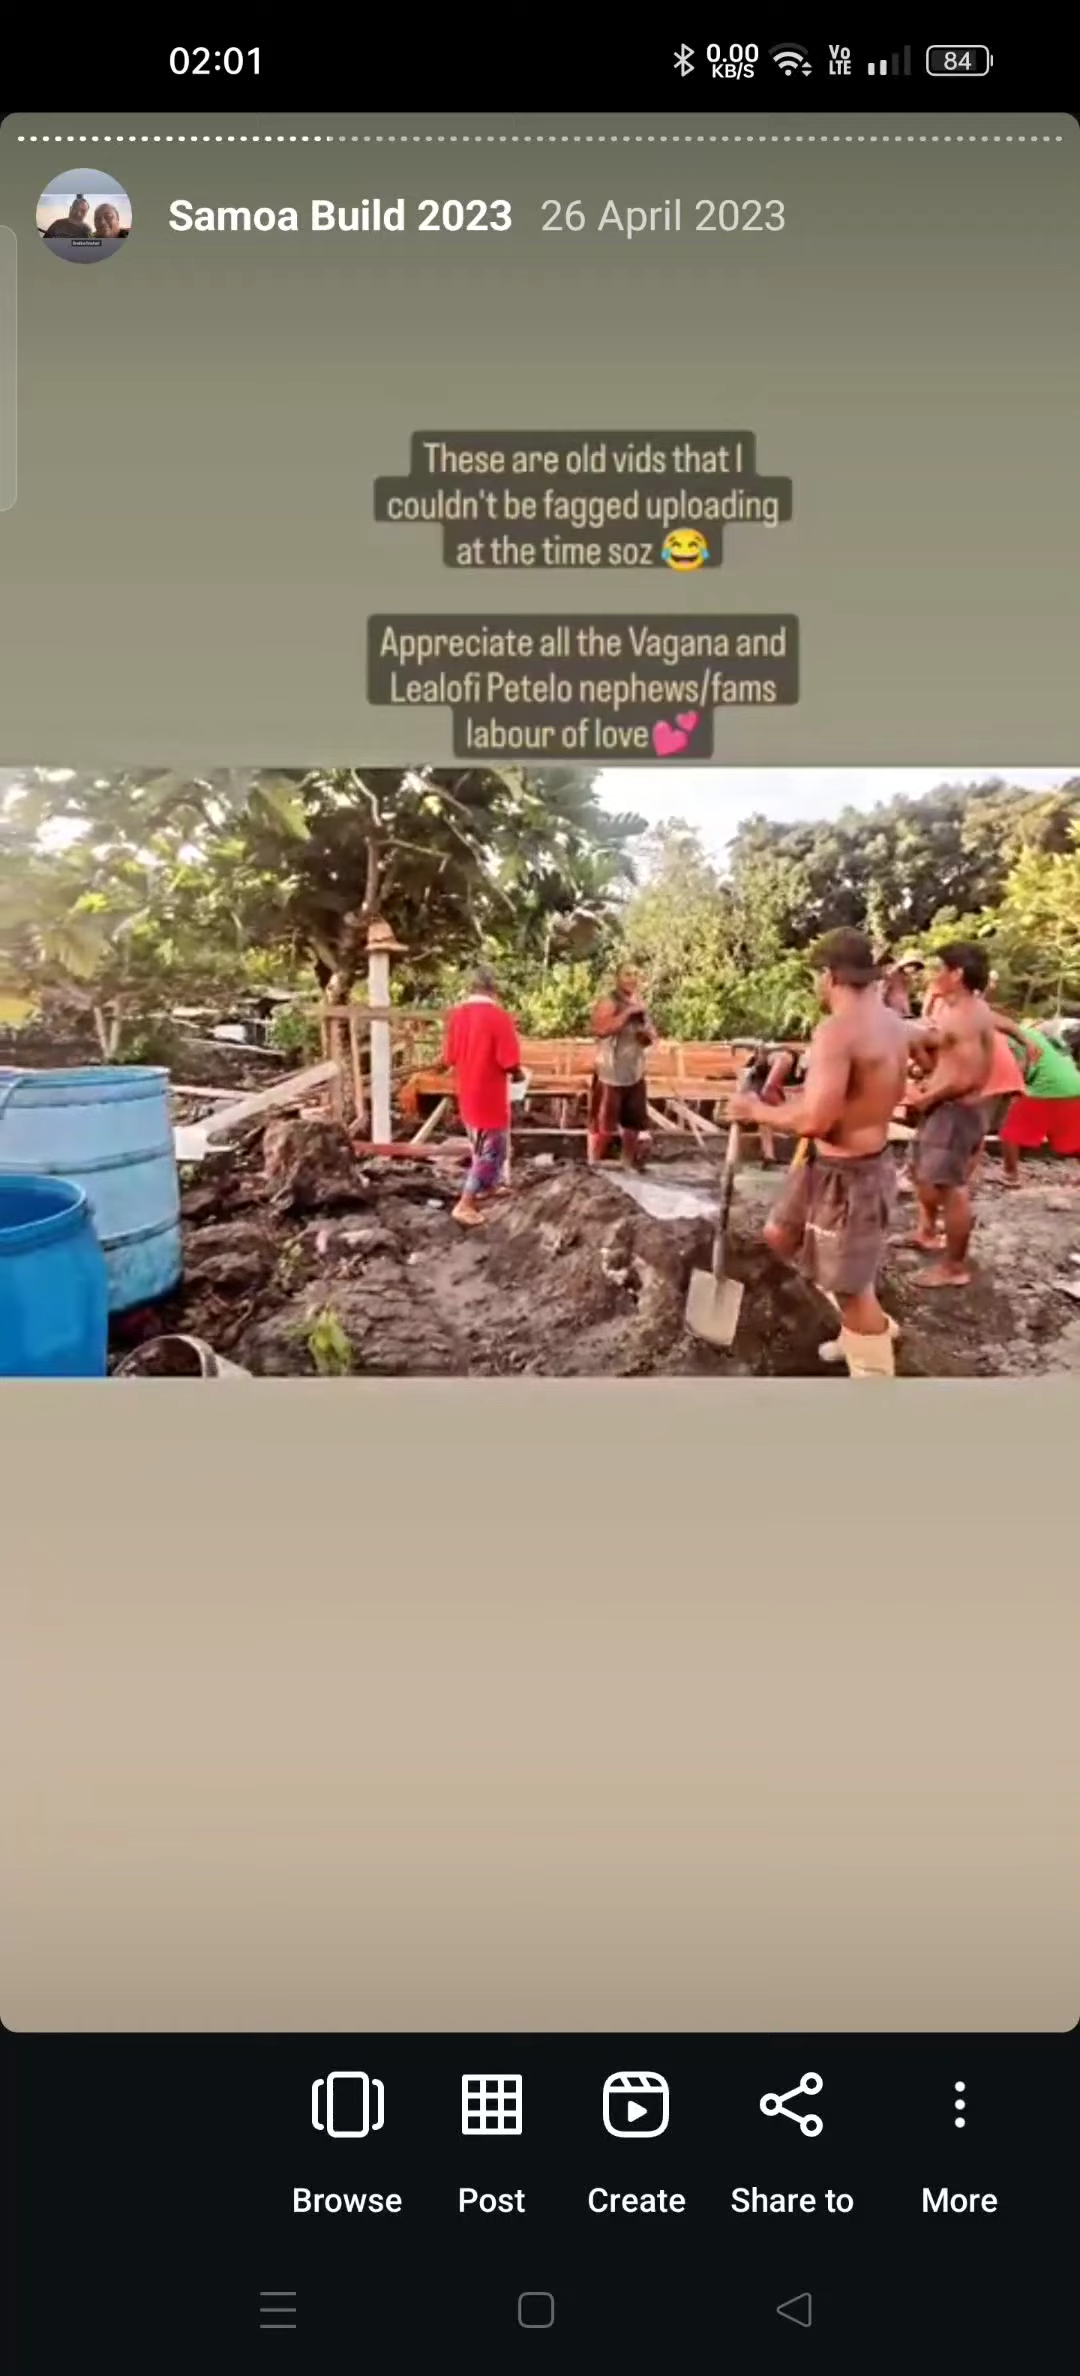 02:01
0.00
KB/S
Vo
LTE
84
Samoa Build 2023 26 April 2023
These are old vids that I
couldn't be fagged uploading
at the time soz 😂
Appreciate all the Vagana and
Lealofi Petelo nephews/fams
labour of love💕
Browse
Post
Create
Share to
More